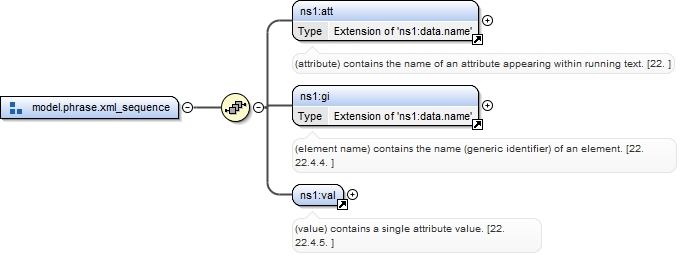 ns1:att
Type Extension of 'ns1:data.name'
(attribute) contains the name of an attribute appearing within running text. [22. ]
model.phrase.xml_sequence
ns1:gi
Type Extension of 'ns1:data.name'
(element name) contains the name (generic identifier) of an element. [22.
22.4.4. ]
ns1:val
(value) contains a single attribute value. [22.
22.4.5. ]